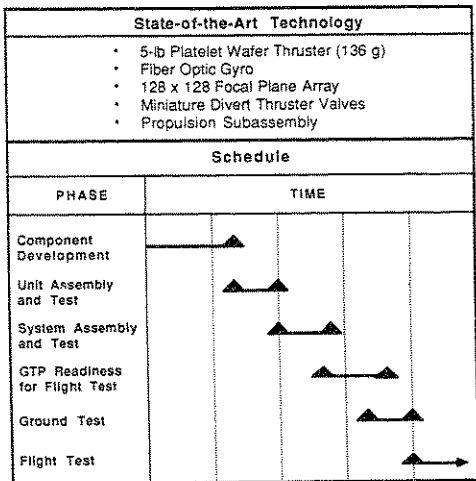 State-of-the-Art Technology
• 5-lb Platelet Wafer Thruster (136 g)
• Fiber Optic Gyro
• 128 x 128 Focal Plane Array
• Miniature Divert Thruster Valves
• Propulsion Subassembly
Schedule
PHASE TIME
Component
Development
Unit Assembly
and Test
System Assembly
and Test
GTP Readiness
for Flight Test
Ground Test
Flight Test